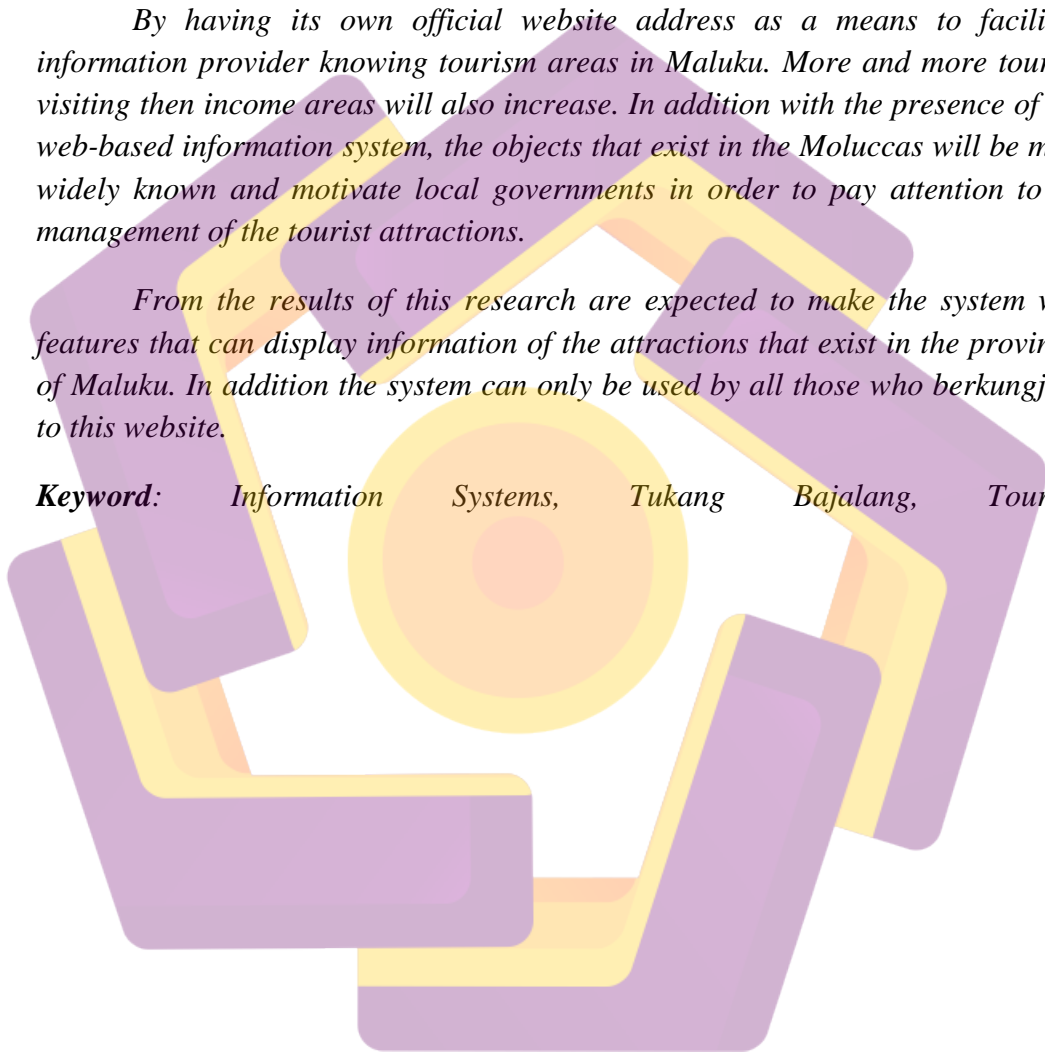 By having its own official website address as a means to facili
information provider knowing tourism areas in Maluku. More and more tour
visiting then income areas will also increase. In addition with the presence of
web-based information system, the objects that exist in the Moluccas will be m
widely known and motivate local governments in order to pay attention to
management of the tourist attractions.
From the results of this research are expected to make the system w
features that can display information of the attractions that exist in the provin
of Maluku. In addition the system can only be used by all those who berkungj
to this website.
Keyword: Information Systems, Tukang Bajalang, Tour